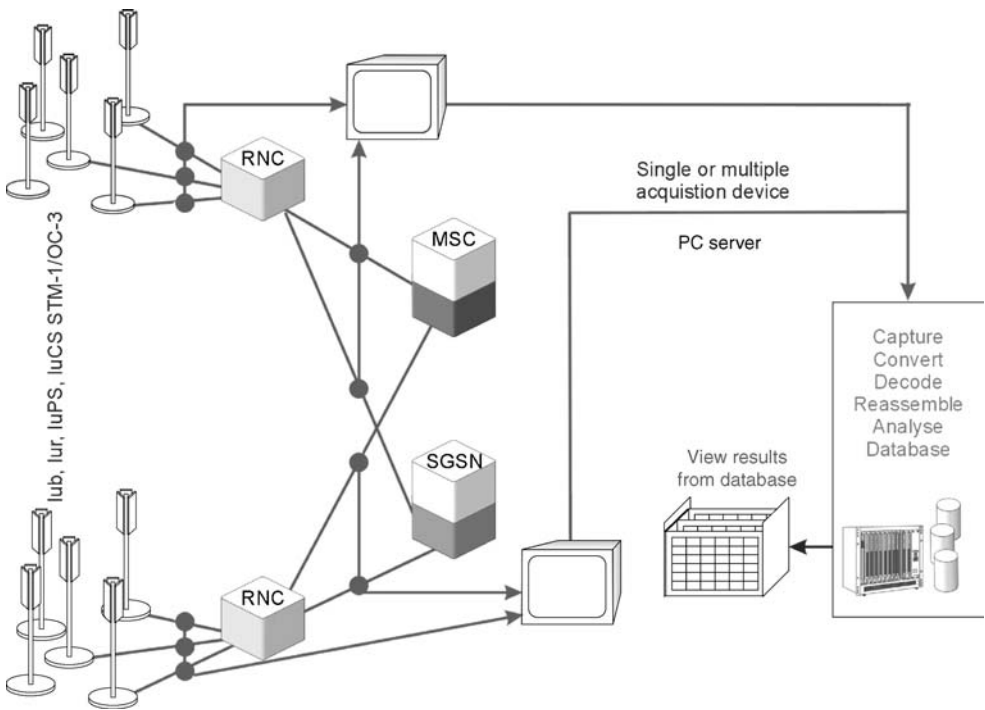 RNC
MSC
Single or multiple
acquistion device
PC server
Iub, Iur, IuPS, IuCS STM-1/OC-3
Capture
Convert
Decode
Reassemble
Analyse
Database
SGSN
View results
from database
RNC